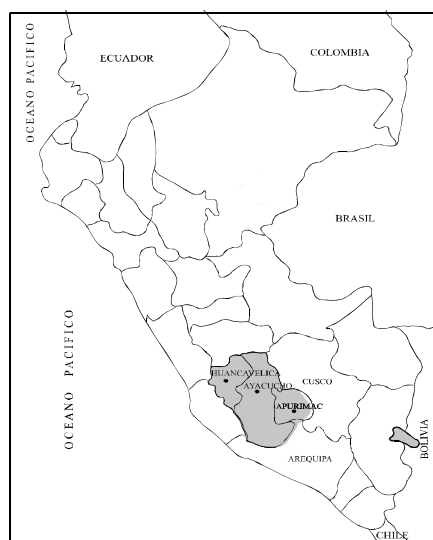 OCEANO PACIFICO
ECUADOR
COLOMBIA
BRASIL
OCEANO PACIFICO
HUANCAVELICA
AYACUCHO
CUSCO
APURIMAC
AREQUIPA
BOLIVIA
CHILE